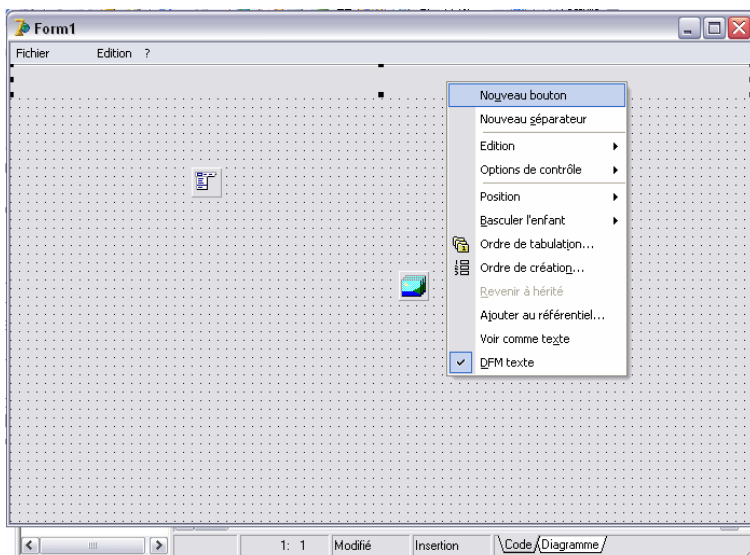 Form1
Fichier Edition ?
Nouveau bouton
Nouveau séparateur
Edition
Options de contrôle
Position
Basculer l'enfant
Ordre de tabulation...
Ordre de création...
Revenir à hérité
Ajouter au référentiel...
Voir comme texte
DFM texte
1: 1 Modifié Insertion Code Diagramme